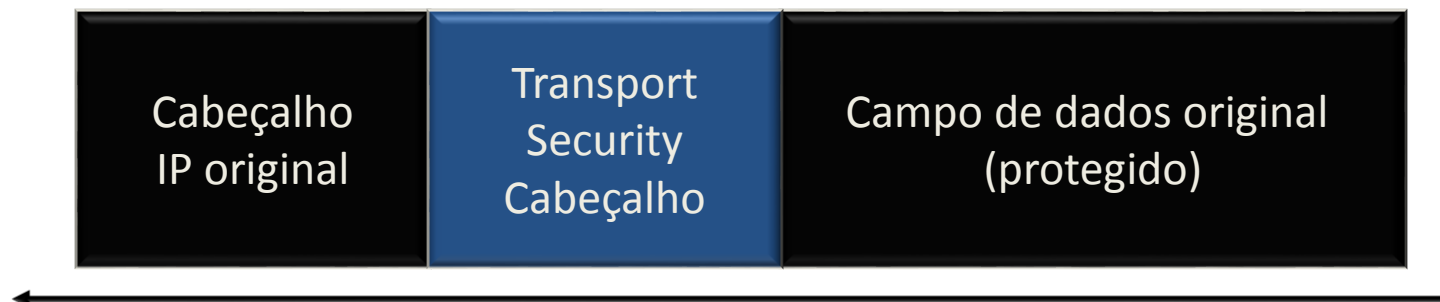 Cabeçalho
IP original
Transport
Security
Cabeçalho
Campo de dados original
(protegido)